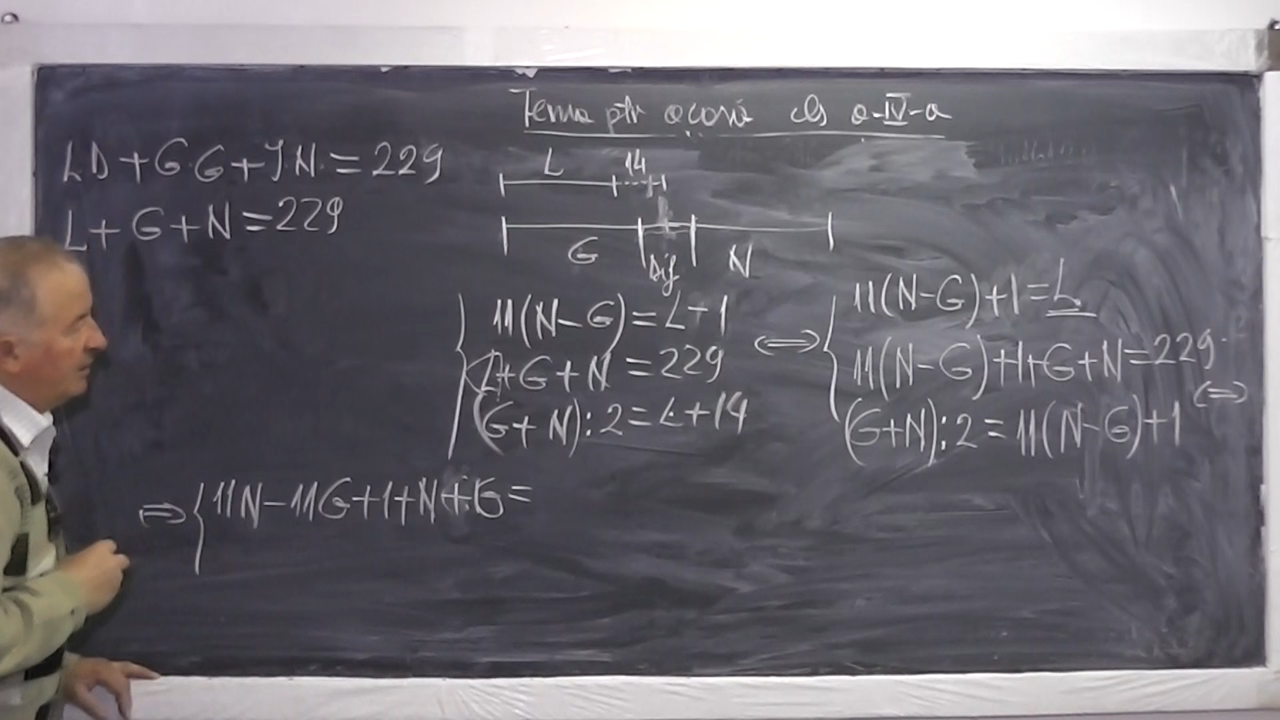 Tema ptr acasă cls a-IV-a
L D + G.G + I.N. = 229
L + G + N = 229
L 14
G Dif N
11(N-G) = L-1
L+G+N = 229
(G+N):2 = L+14
⇔
11(N-G)+1=L
11(N-G)+1+G+N=229
(G+N):2=11(N-G)+1
⇔
⇔ 11N-11G+1+N+G=